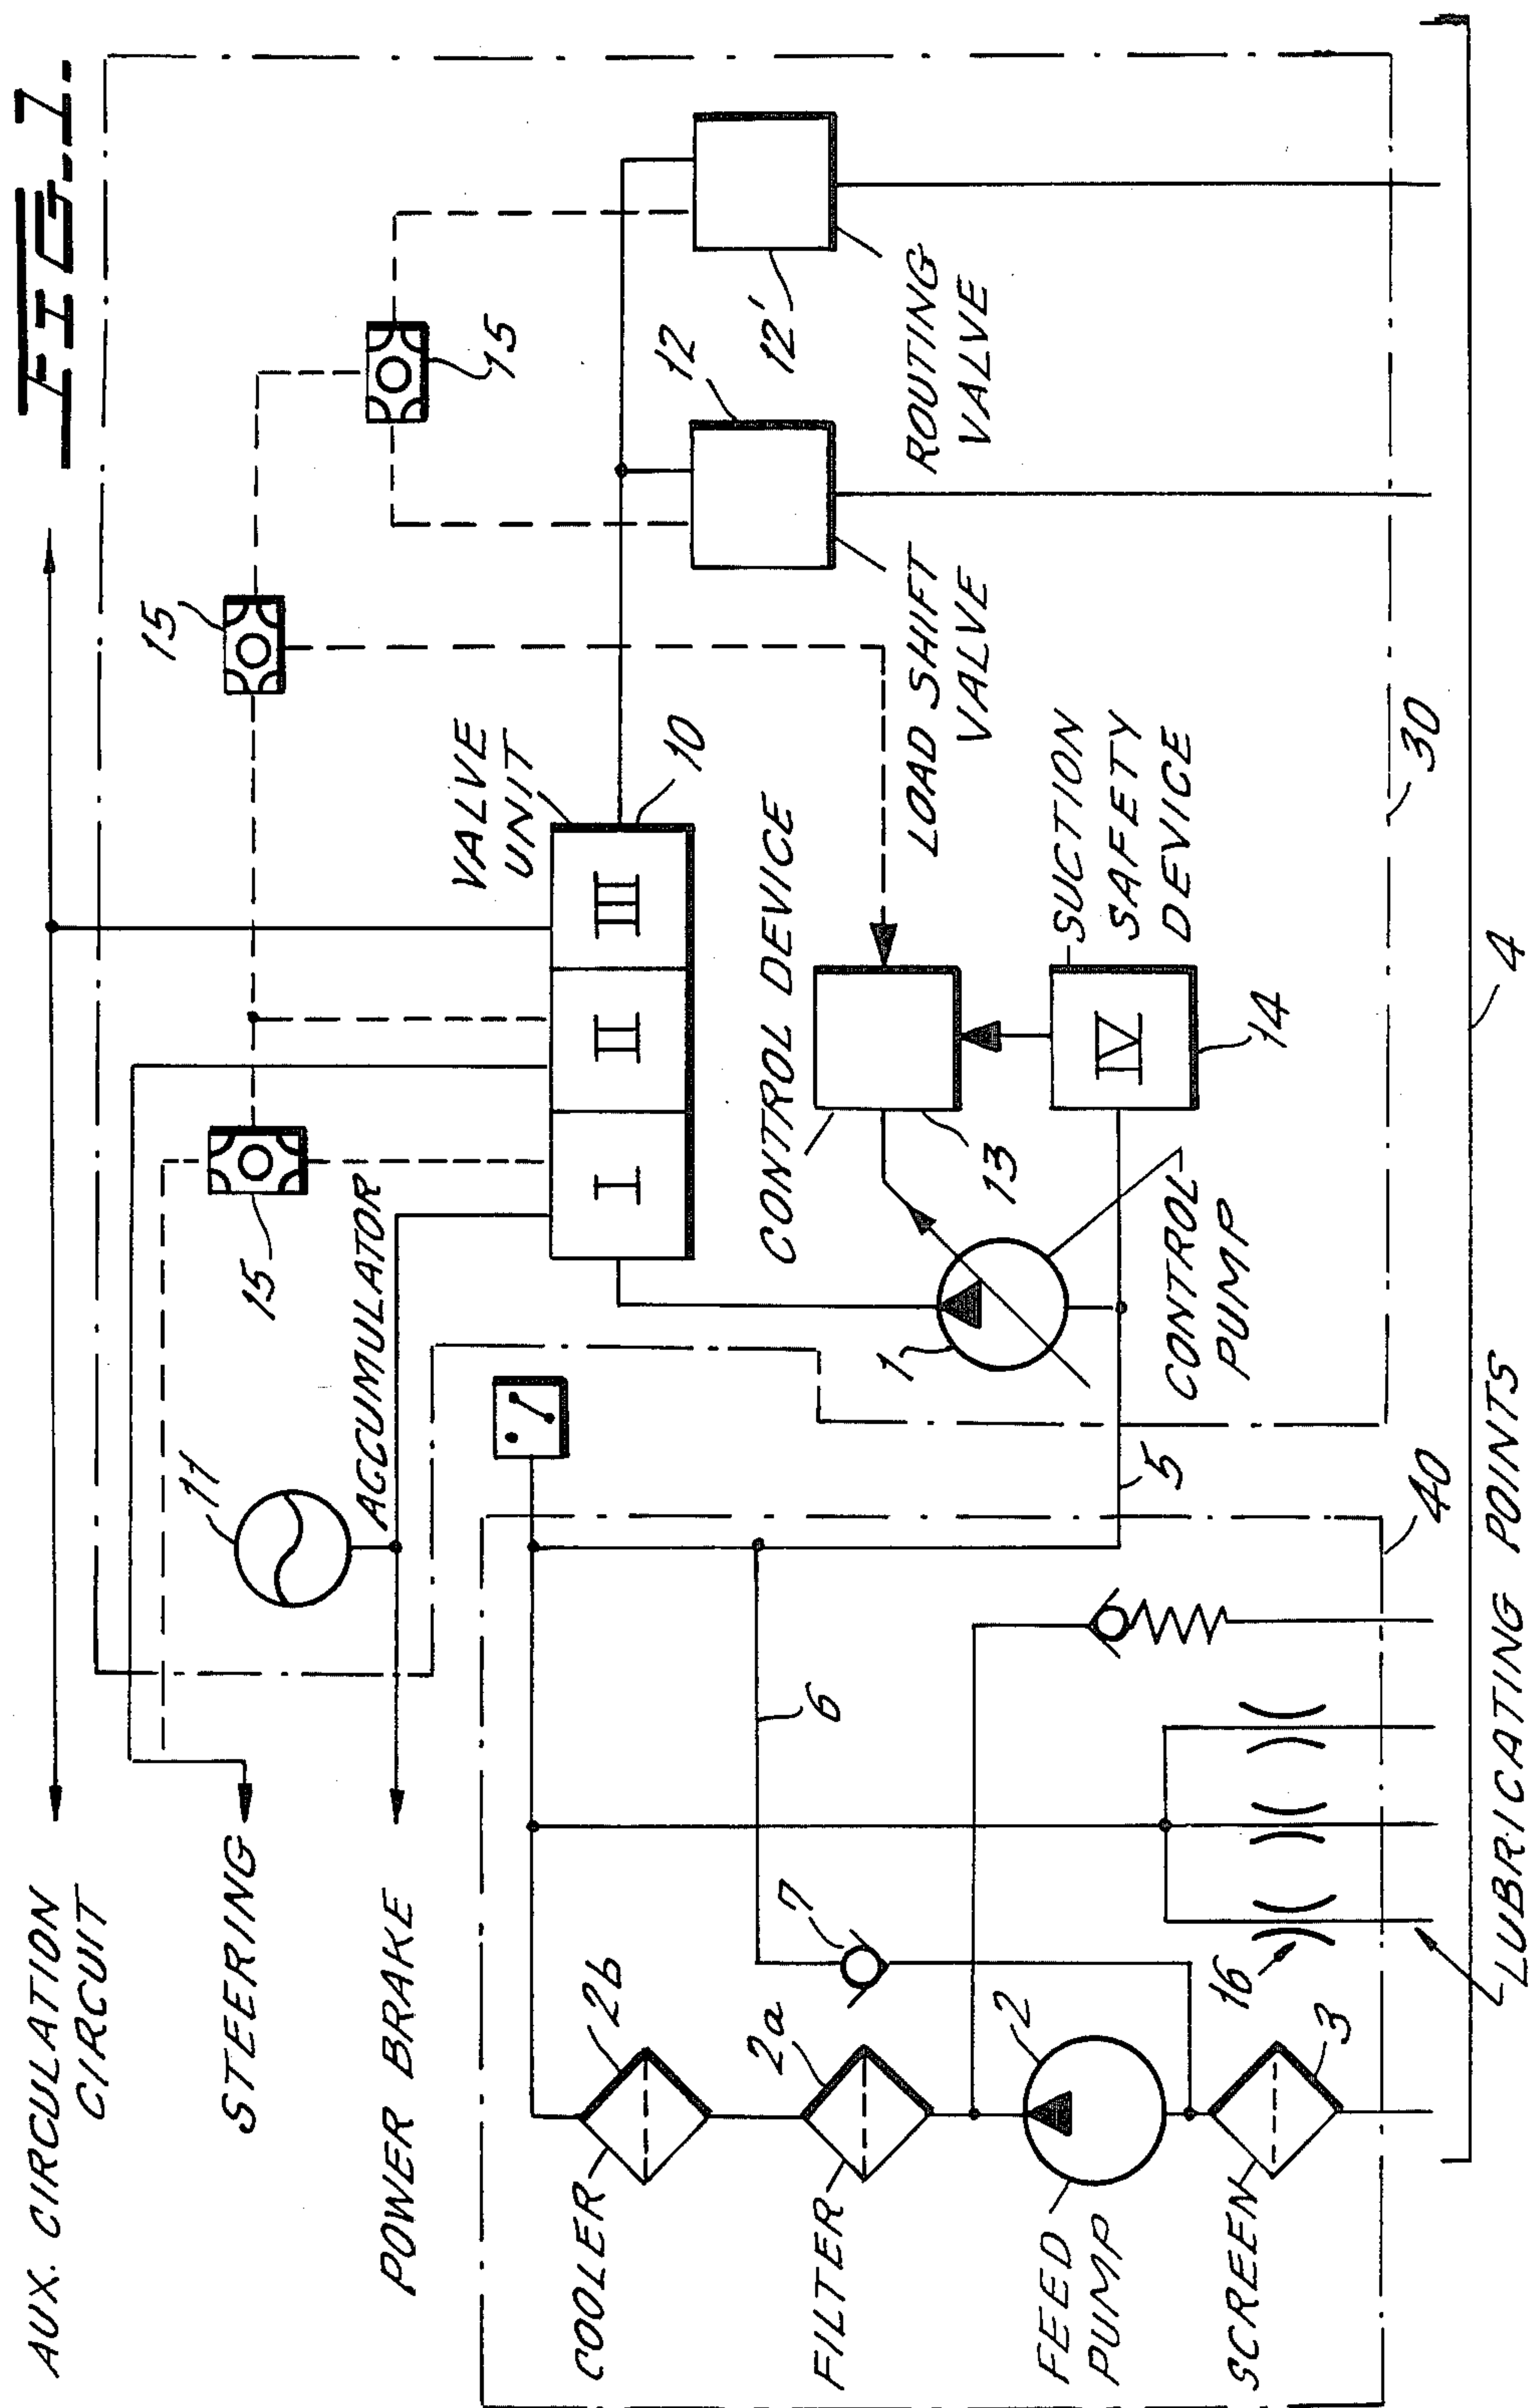 FIG. 1
AUX. CIRCULATION
CIRCUIT
STEERING
POWER BRAKE
11
ACCUMULATOR
15
15
15
VALVE
UNIT
10
I
II
III
12
12'
ROUTING
VALVE
LOAD SHIFT
VALVE
CONTROL DEVICE
13
SUCTION
SAFETY
DEVICE
IV
14
1
CONTROL
PUMP
30
COOLER
2b
FILTER
2a
FEED
PUMP
2
SCREEN
3
7
6
5
16
40
4
LUBRICATING POINTS